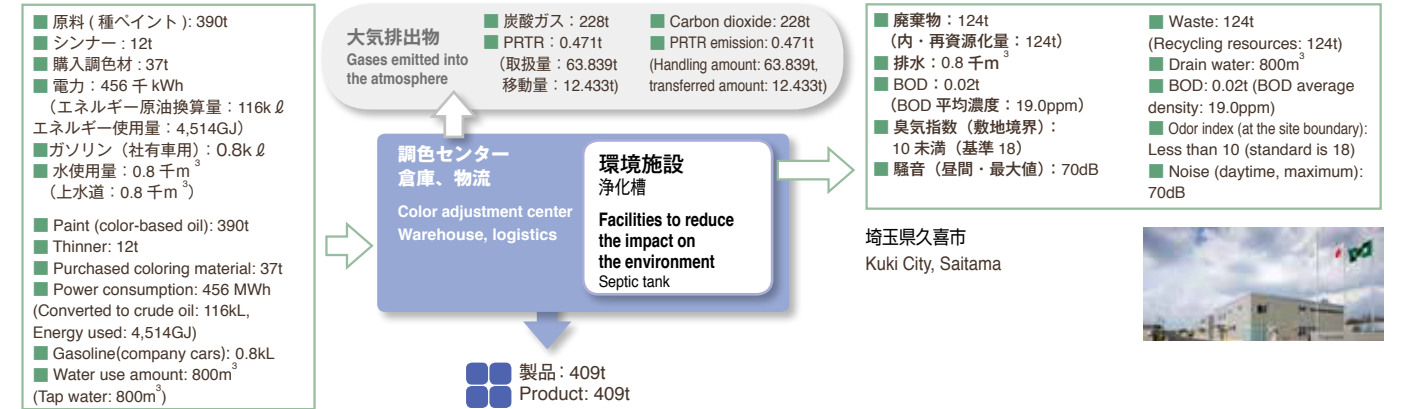 ■ 原料 ( 種ペイント ): 390t
■ シンナー : 12t
■ 購入調色材 : 37t
■ 電力：456 千 kWh
（エネルギー原油換算量：116k ℓ
エネルギー使用量：4,514GJ）
■ガソリン（社有車用）: 0.8k ℓ
■ 水使用量：0.8 千m³
（上水道：0.8 千m³）
■ Paint (color-based oil): 390t
■ Thinner: 12t
■ Purchased coloring material: 37t
■ Power consumption: 456 MWh
(Converted to crude oil: 116kL,
Energy used: 4,514GJ)
■ Gasoline(company cars): 0.8kL
■ Water use amount: 800m³
(Tap water: 800m³)
大気排出物
Gases emitted into
the atmosphere
■ 炭酸ガス：228t
■ PRTR：0.471t
（取扱量：63.839t
移動量：12.433t)
■ Carbon dioxide: 228t
■ PRTR emission: 0.471t
(Handling amount: 63.839t,
transferred amount: 12.433t)
調色センター
倉庫、物流
Color adjustment center
Warehouse, logistics
環境施設
浄化槽
Facilities to reduce
the impact on
the environment
Septic tank
製品：409t
Product: 409t
■ 廃棄物：124t
（内・再資源化量：124t）
■ 排水：0.8 千m³
■ BOD：0.02t
（BOD 平均濃度：19.0ppm）
■ 臭気指数（敷地境界）：
10 未満（基準 18）
■ 騒音（昼間・最大値）：70dB
■ Waste: 124t
(Recycling resources: 124t)
■ Drain water: 800m³
■ BOD: 0.02t (BOD average
density: 19.0ppm)
■ Odor index (at the site boundary):
Less than 10 (standard is 18)
■ Noise (daytime, maximum):
70dB
埼玉県久喜市
Kuki City, Saitama